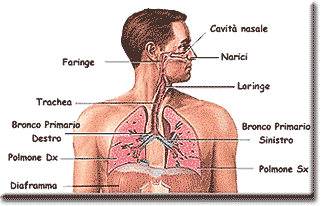 Cavità nasale
Narici
Faringe
Laringe
Trachea
Bronco Primario
Destro
Bronco Primario
Sinistro
Polmone Dx
Polmone Sx
Diaframma